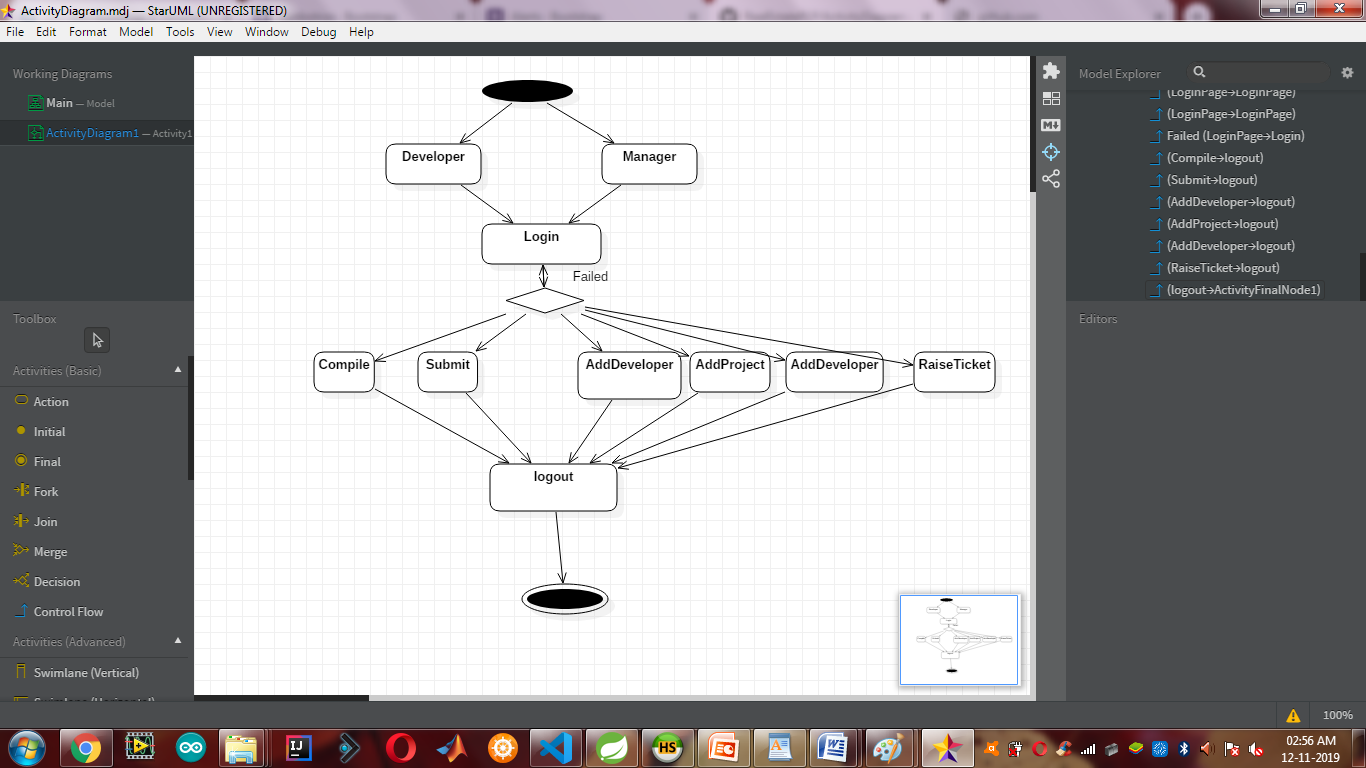 ActivityDiagram.mdj — StarUML (UNREGISTERED)
File Edit Format Model Tools View Window Debug Help
Working Diagrams
Main — Model
ActivityDiagram1 — Activity1
Toolbox
Activities (Basic)
Action
Initial
Final
Fork
Join
Merge
Decision
Control Flow
Activities (Advanced)
Swimlane (Vertical)
Swimlane (Horizontal)
Developer
Manager
Login
Failed
Compile
Submit
AddDeveloper
AddProject
AddDeveloper
RaiseTicket
logout
Model Explorer
(LoginPage→LoginPage)
(LoginPage→LoginPage)
Failed (LoginPage→Login)
(Compile→logout)
(Submit→logout)
(AddDeveloper→logout)
(AddProject→logout)
(AddDeveloper→logout)
(RaiseTicket→logout)
(logout→ActivityFinalNode1)
Editors
100%
02:56 AM
12-11-2019